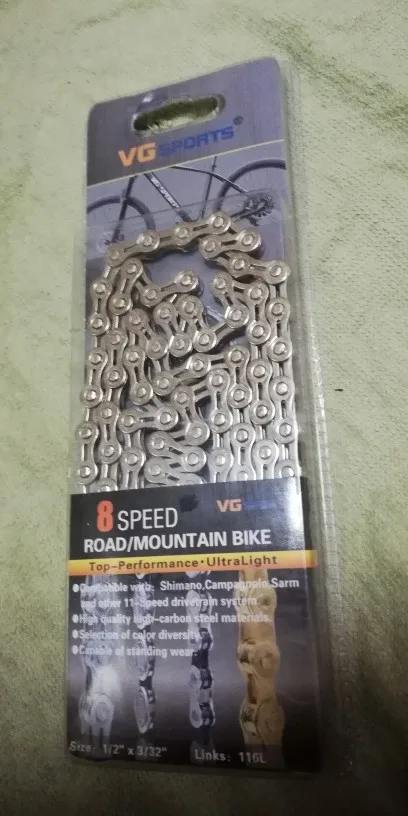 VG SPORTS®
VG SPORT
VG
8 SPEED
ROAD/MOUNTAIN BIKE
Top-Performance·UltraLight
●Compatible with: Shimano,Campagnolo,Sarm
and other 11-Speed drivetrain system.
●High quality high-carbon steel materials.
●Selection of color diversity.
●Capable of standing wear.
Size: 1/2" x 3/32" Links: 116L